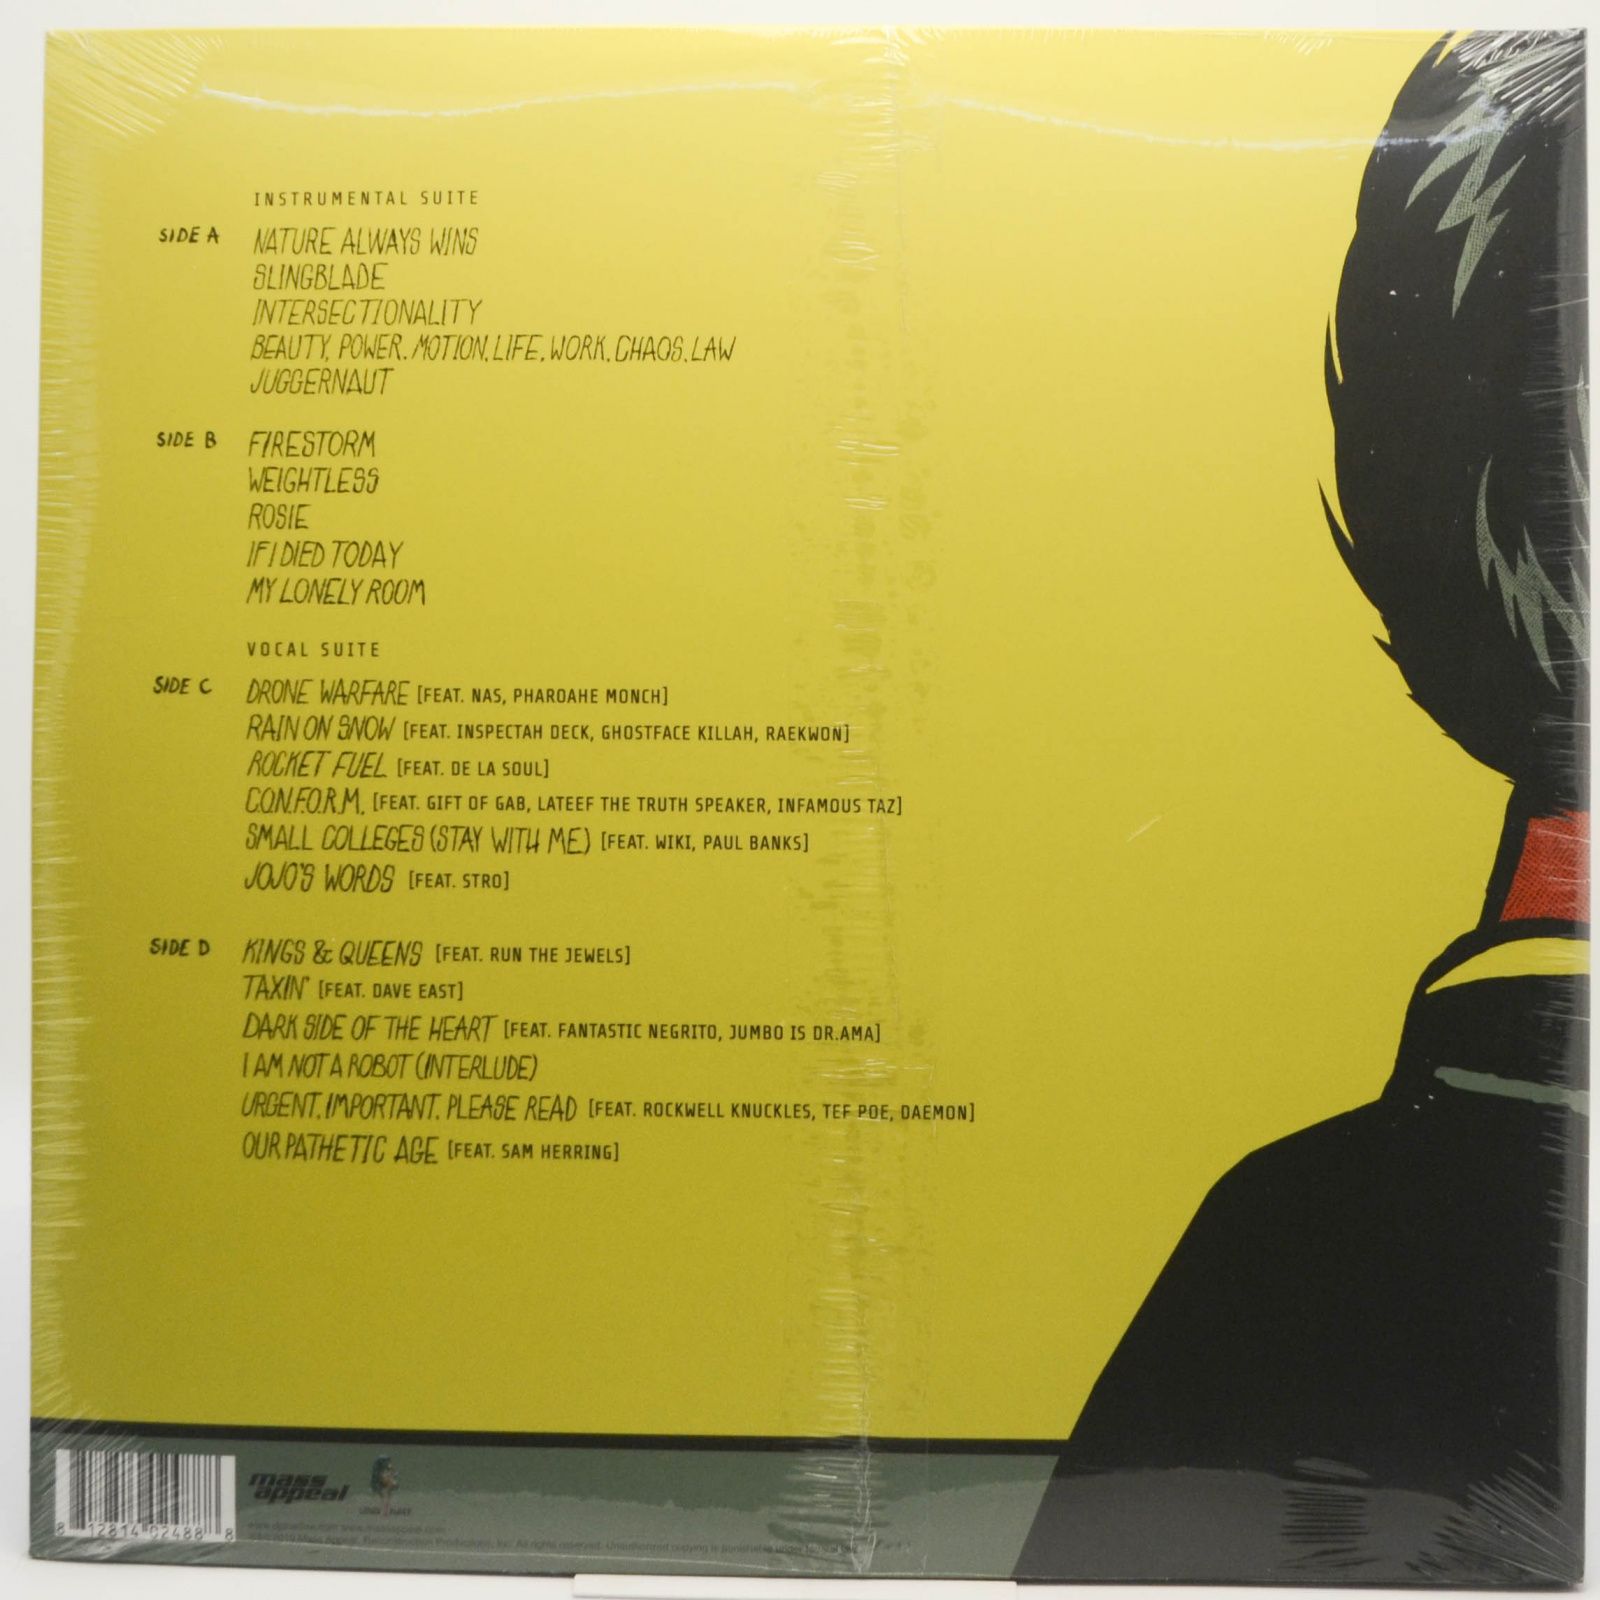 INSTRUMENTAL SUITE
SIDE A
NATURE ALWAYS WINS
SLINGBLADE
INTERSECTIONALITY
BEAUTY, POWER, MOTION, LIFE, WORK, CHAOS, LAW
JUGGERNAUT
SIDE B
FIRESTORM
WEIGHTLESS
ROSIE
IF I DIED TODAY
MY LONELY ROOM
VOCAL SUITE
SIDE C
DRONE WARFARE [FEAT. NAS, PHAROAHE MONCH]
RAIN ON SNOW [FEAT. INSPECTAH DECK, GHOSTFACE KILLAH, RAEKWON]
ROCKET FUEL [FEAT. DE LA SOUL]
C.O.N.F.O.R.M. [FEAT. GIFT OF GAB, LATEEF THE TRUTH SPEAKER, INFAMOUS TAZ]
SMALL COLLEGES (STAY WITH ME) [FEAT. WIKI, PAUL BANKS]
JOJO'S WORDS [FEAT. STRO]
SIDE D
KINGS & QUEENS [FEAT. RUN THE JEWELS]
TAXIN' [FEAT. DAVE EAST]
DARK SIDE OF THE HEART [FEAT. FANTASTIC NEGRITO, JUMBO IS DR.AMA]
I AM NOT A ROBOT (INTERLUDE)
URGENT, IMPORTANT, PLEASE READ [FEAT. ROCKWELL KNUCKLES, TEF POE, DAEMON]
OUR PATHETIC AGE [FEAT. SAM HERRING]
mass
appeal
8 12814 02488 8